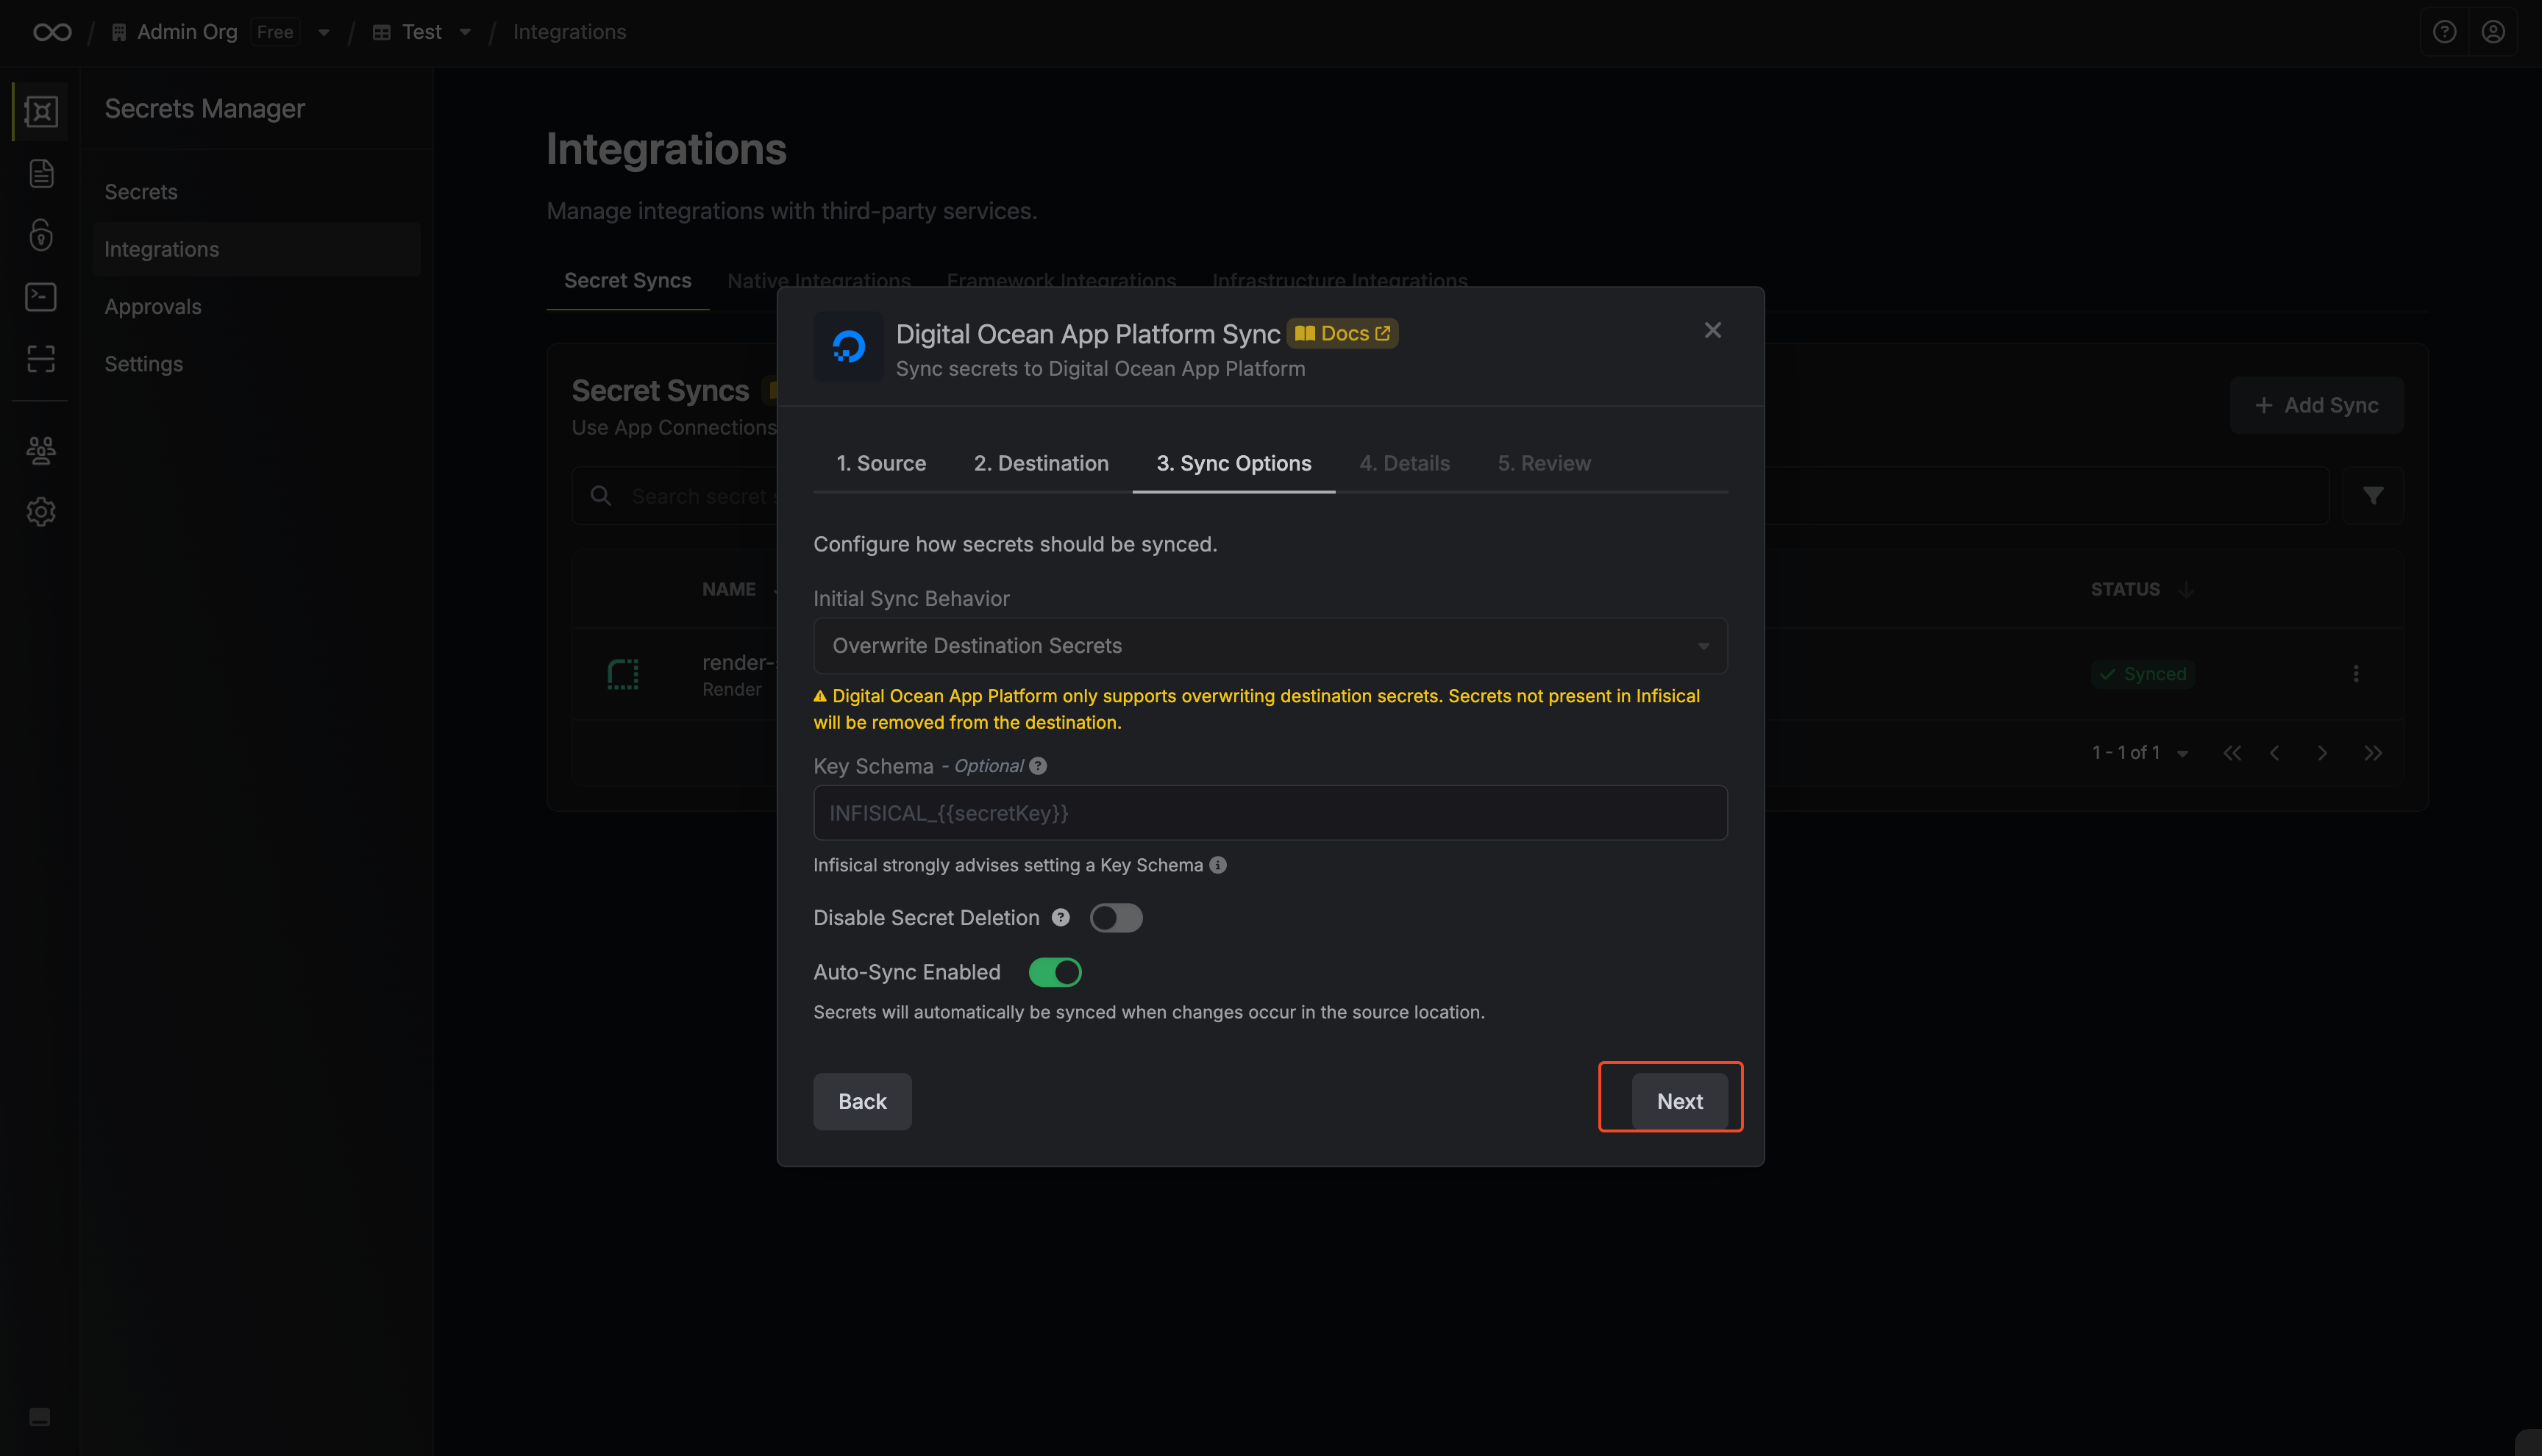 Admin Org Free / Test / Integrations
Secrets Manager
Secrets
Integrations
Approvals
Settings
Integrations
Manage integrations with third-party services.
Secret Syncs Native Integrations Framework Integrations Infrastructure Integrations
Secret Syncs
Use App Connections
Add Sync
Search secret
NAME
STATUS
render-
Render
Synced
1 - 1 of 1
Digital Ocean App Platform Sync Docs
Sync secrets to Digital Ocean App Platform
1. Source 2. Destination 3. Sync Options 4. Details 5. Review
Configure how secrets should be synced.
Initial Sync Behavior
Overwrite Destination Secrets
Digital Ocean App Platform only supports overwriting destination secrets. Secrets not present in Infisical
will be removed from the destination.
Key Schema - Optional
INFISICAL_{{secretKey}}
Infisical strongly advises setting a Key Schema
Disable Secret Deletion
Auto-Sync Enabled
Secrets will automatically be synced when changes occur in the source location.
Back
Next